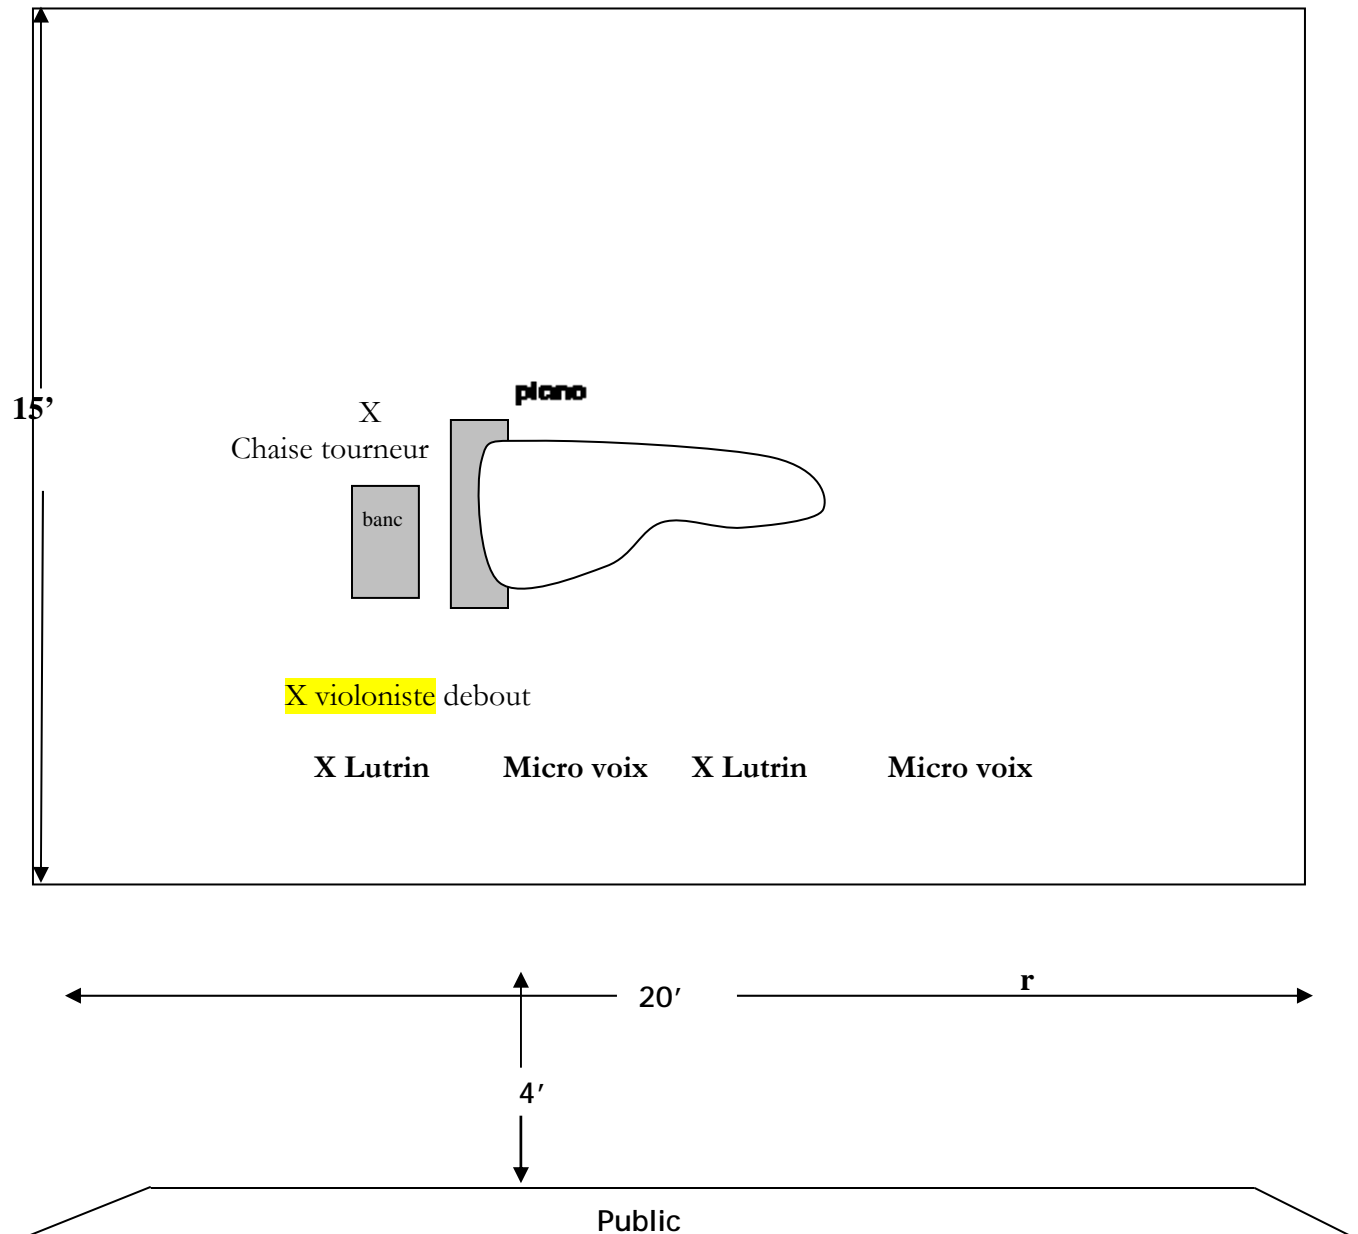 piano
15’
X
Chaise tourneur
banc
X violoniste debout
X Lutrin Micro voix X Lutrin Micro voix
r
20’
4’
Public